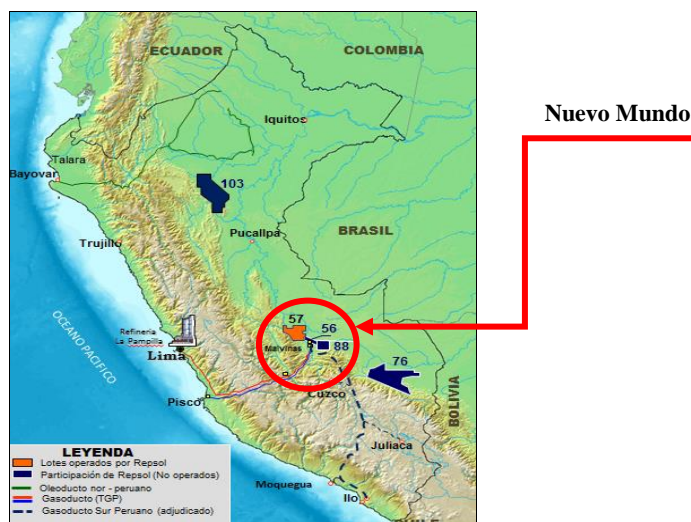 ECUADOR
COLOMBIA
Nuevo Mundo
Iquitos
Talara
Bayovar
103
Pucallpa
BRASIL
Trujillo
OCEANO PACIFICO
57
56
Refinería
La Pampilla
Malvinas
88
Lima
76
Cuzco
Pisco
BOLIVIA
LEYENDA
Lotes operados por Repsol
Participación de Repsol (No operados)
Oleoducto nor - peruano
Gasoducto (TGP)
Gasoducto Sur Peruano (adjudicado)
Juliaca
Moquegua
Ilo
CHILE